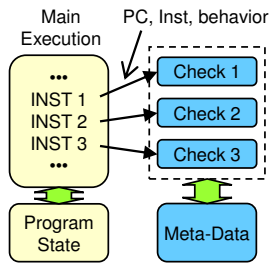 Main
Execution
PC, Inst, behavior
...
INST 1
INST 2
INST 3
...
Check 1
Check 2
Check 3
Program
State
Meta-Data